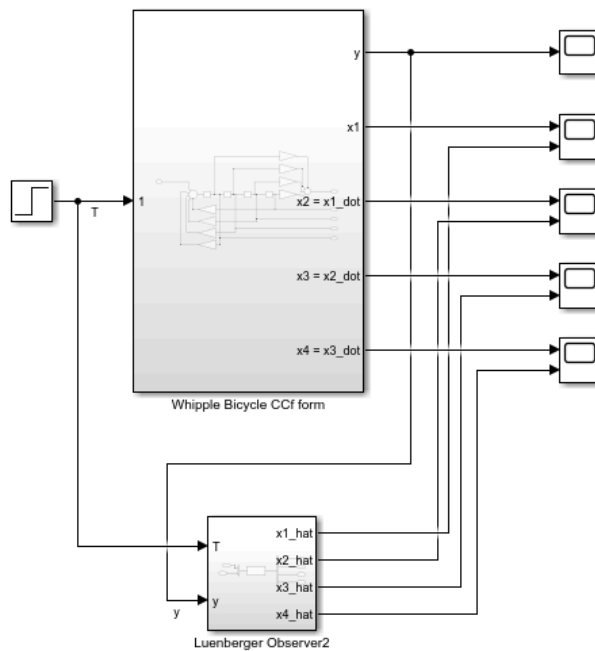 y
x1
T
1
x2 = x1_dot
x3 = x2_dot
x4 = x3_dot
Whipple Bicycle CCf form
x1_hat
T
x2_hat
x3_hat
y
y
x4_hat
Luenberger Observer2